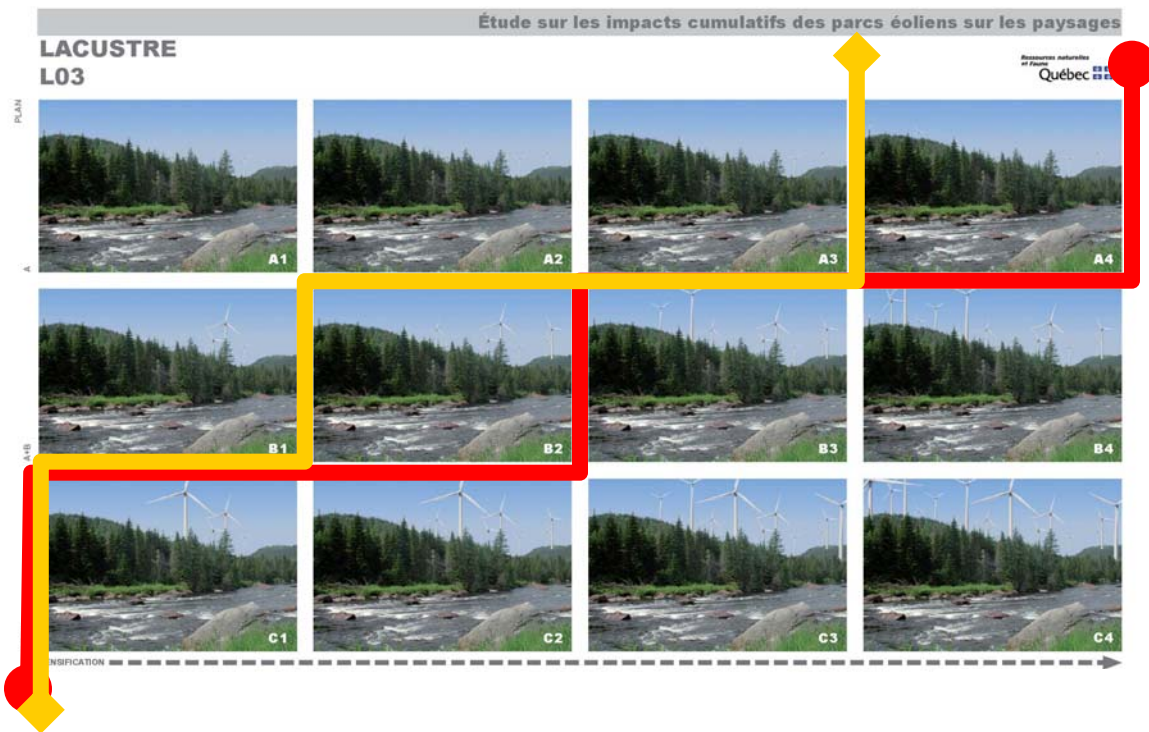 Étude sur les impacts cumulatifs des parcs éoliens sur les paysages
LACUSTRE
L03
Ressources naturelles
et Faune
Québec
PLAN
A1 A2 A3 A4
A
B1 B2 B3 B4
A+B
C1 C2 C3 C4
NSIFICATION